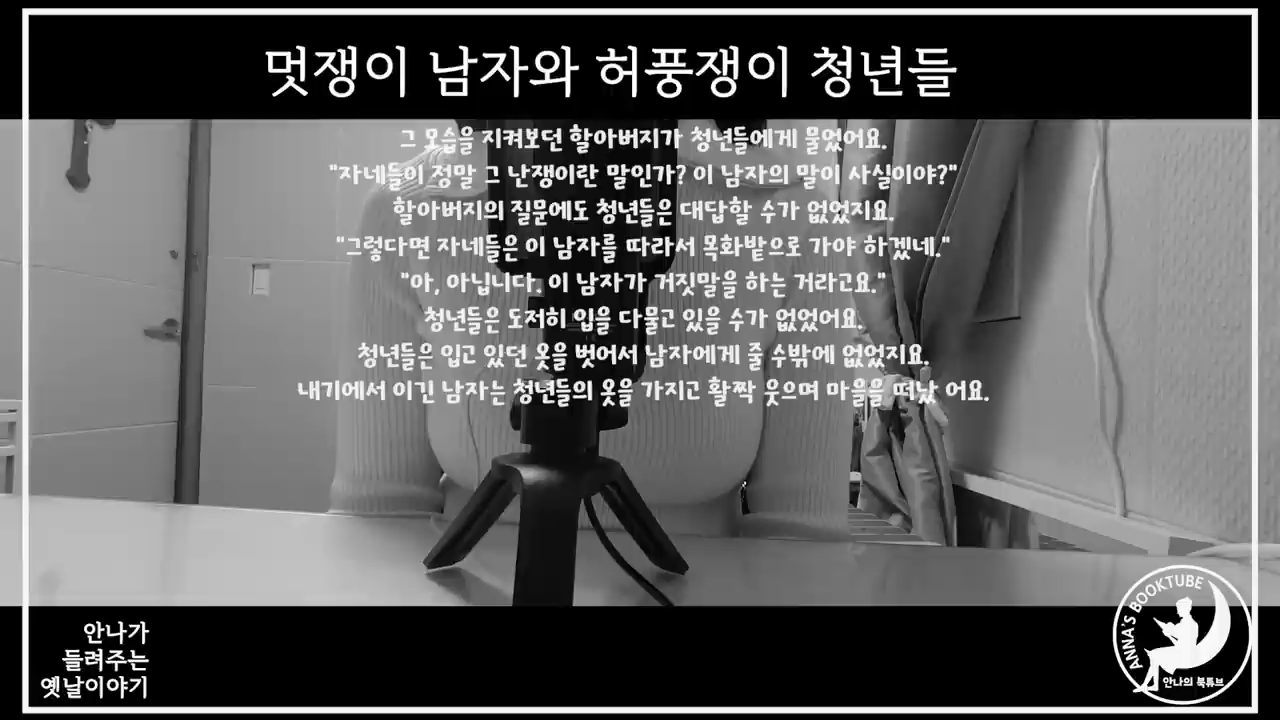 멋쟁이 남자와 허풍쟁이 청년들
그 모습을 지켜보던 할아버지가 청년들에게 물었어요.
"자네들이 정말 그 난쟁이란 말인가? 이 남자의 말이 사실이야?"
할아버지의 질문에도 청년들은 대답할 수가 없었지요.
"그렇다면 자네들은 이 남자를 따라서 목화밭으로 가야 하겠네."
"아, 아닙니다. 이 남자가 거짓말을 하는 거라고요."
청년들은 도저히 입을 다물고 있을 수가 없었어요.
청년들은 입고 있던 옷을 벗어서 남자에게 줄 수밖에 없었지요.
내기에서 이긴 남자는 청년들의 옷을 가지고 활짝 웃으며 마을을 떠났 어요.
안나가
들려주는
옛날이야기
ANNA'S BOOKTUBE
안나의 북튜브